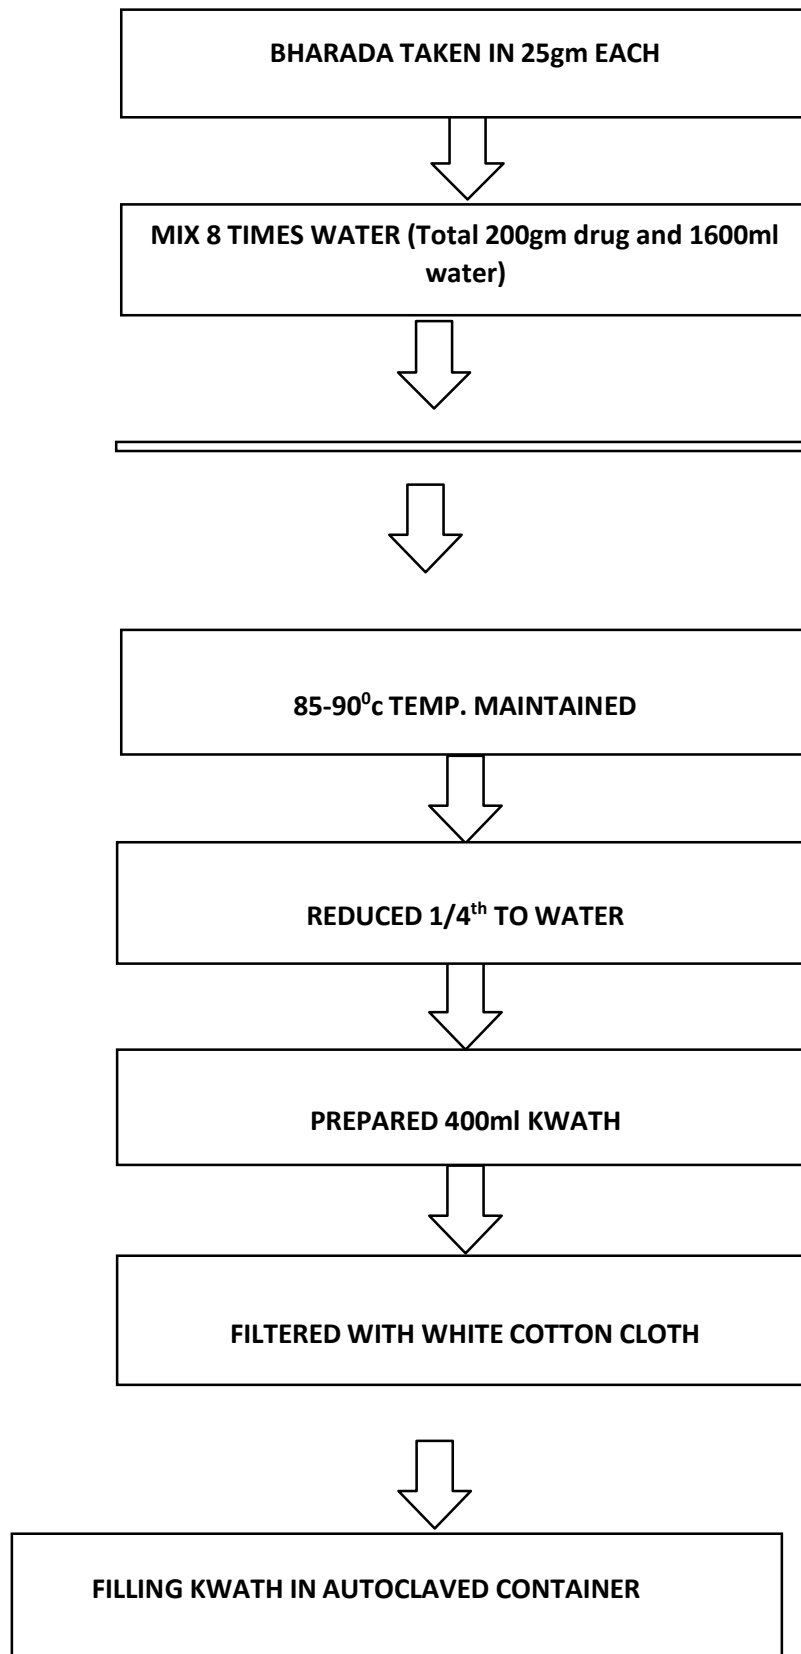 BHARADA TAKEN IN 25gm EACH
MIX 8 TIMES WATER (Total 200gm drug and 1600ml
water)
85-90⁰c TEMP. MAINTAINED
REDUCED 1/4ᵗʰ TO WATER
PREPARED 400ml KWATH
FILTERED WITH WHITE COTTON CLOTH
FILLING KWATH IN AUTOCLAVED CONTAINER